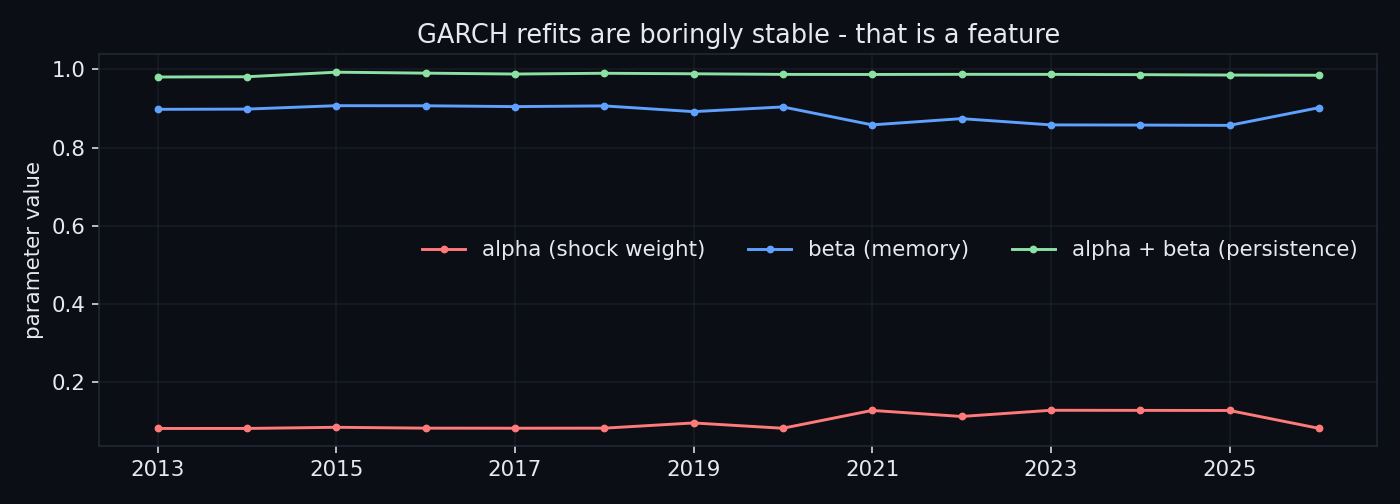 GARCH refits are boringly stable - that is a feature
parameter value
1.0
0.8
0.6
0.4
0.2
alpha (shock weight)
beta (memory)
alpha + beta (persistence)
2013
2015
2017
2019
2021
2023
2025